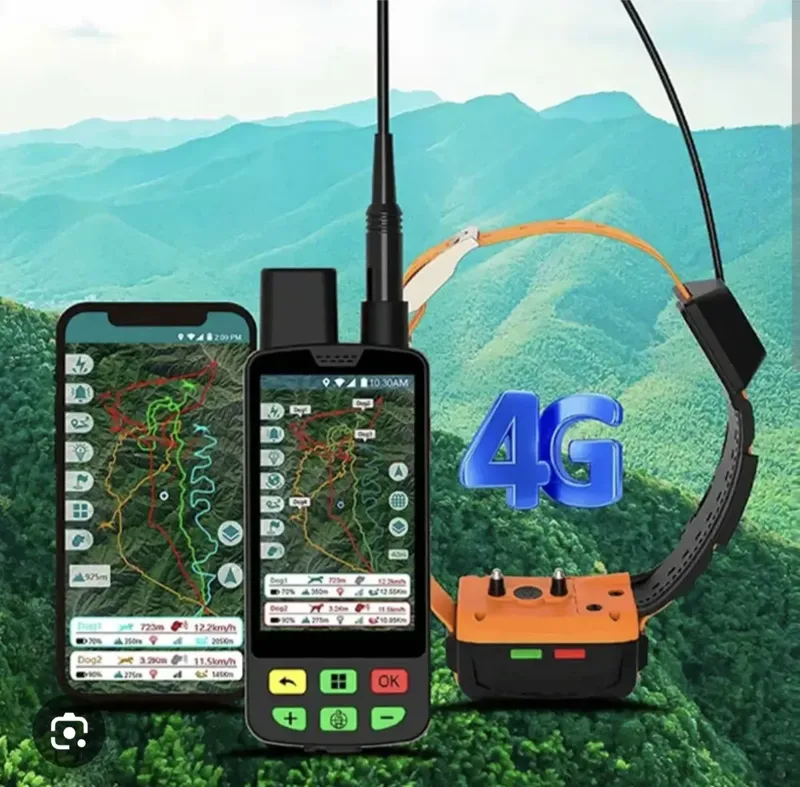 2:09 PM
925m
Dog1 723m 12.2km/h
70% 350m 205Km
Dog2 3.2Km 11.5km/h
90% 275m 145Km
10:30AM
Dog1
Dog2
Dog3
Dog4
40m
Dog1 723m 12.2km/h
70% 350m 12.55Km
Dog2 3.2Km 11.5km/h
90% 275m 10.95Km
OK
4G